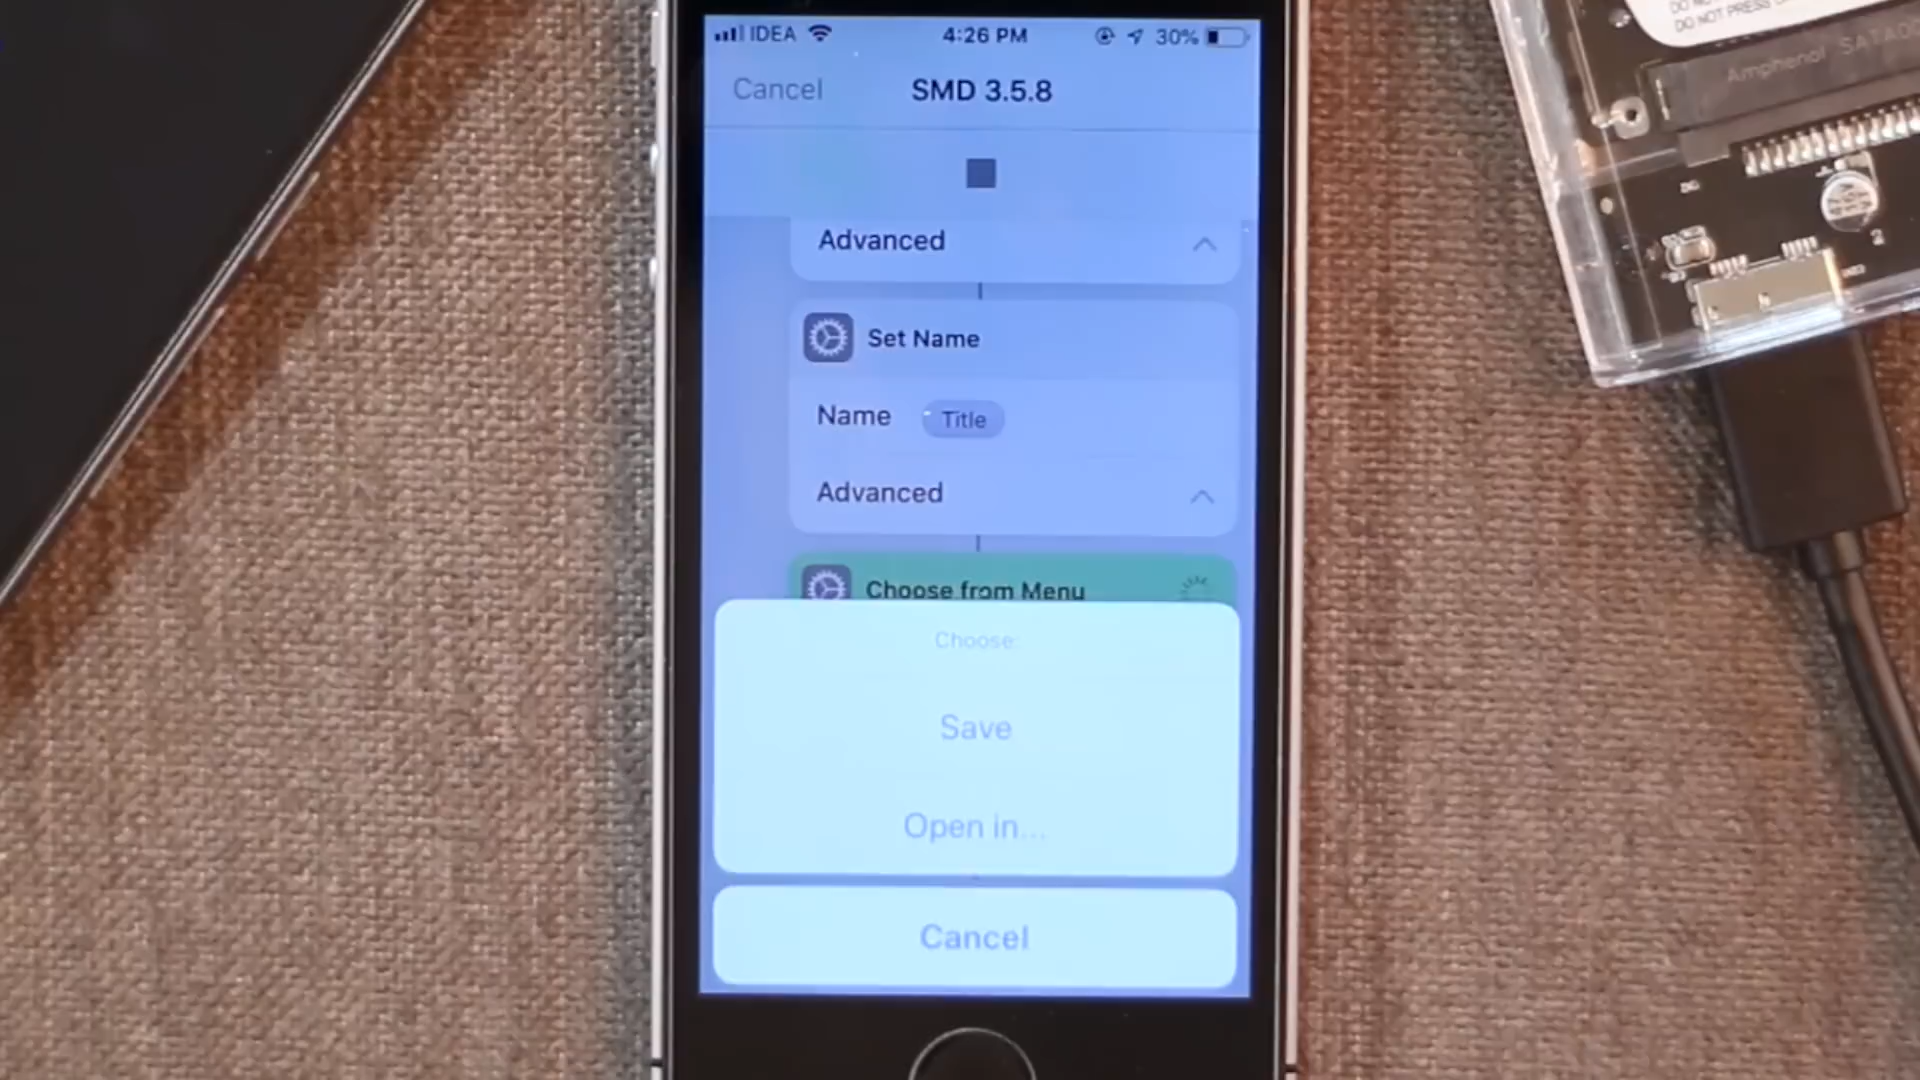 IDEA 4:26 PM 30%
Cancel SMD 3.5.8
Advanced
Set Name
Name Title
Advanced
Choose from Menu
Choose:
Save
Open in...
Cancel
DO NOT PRESS
Amphenol SATA